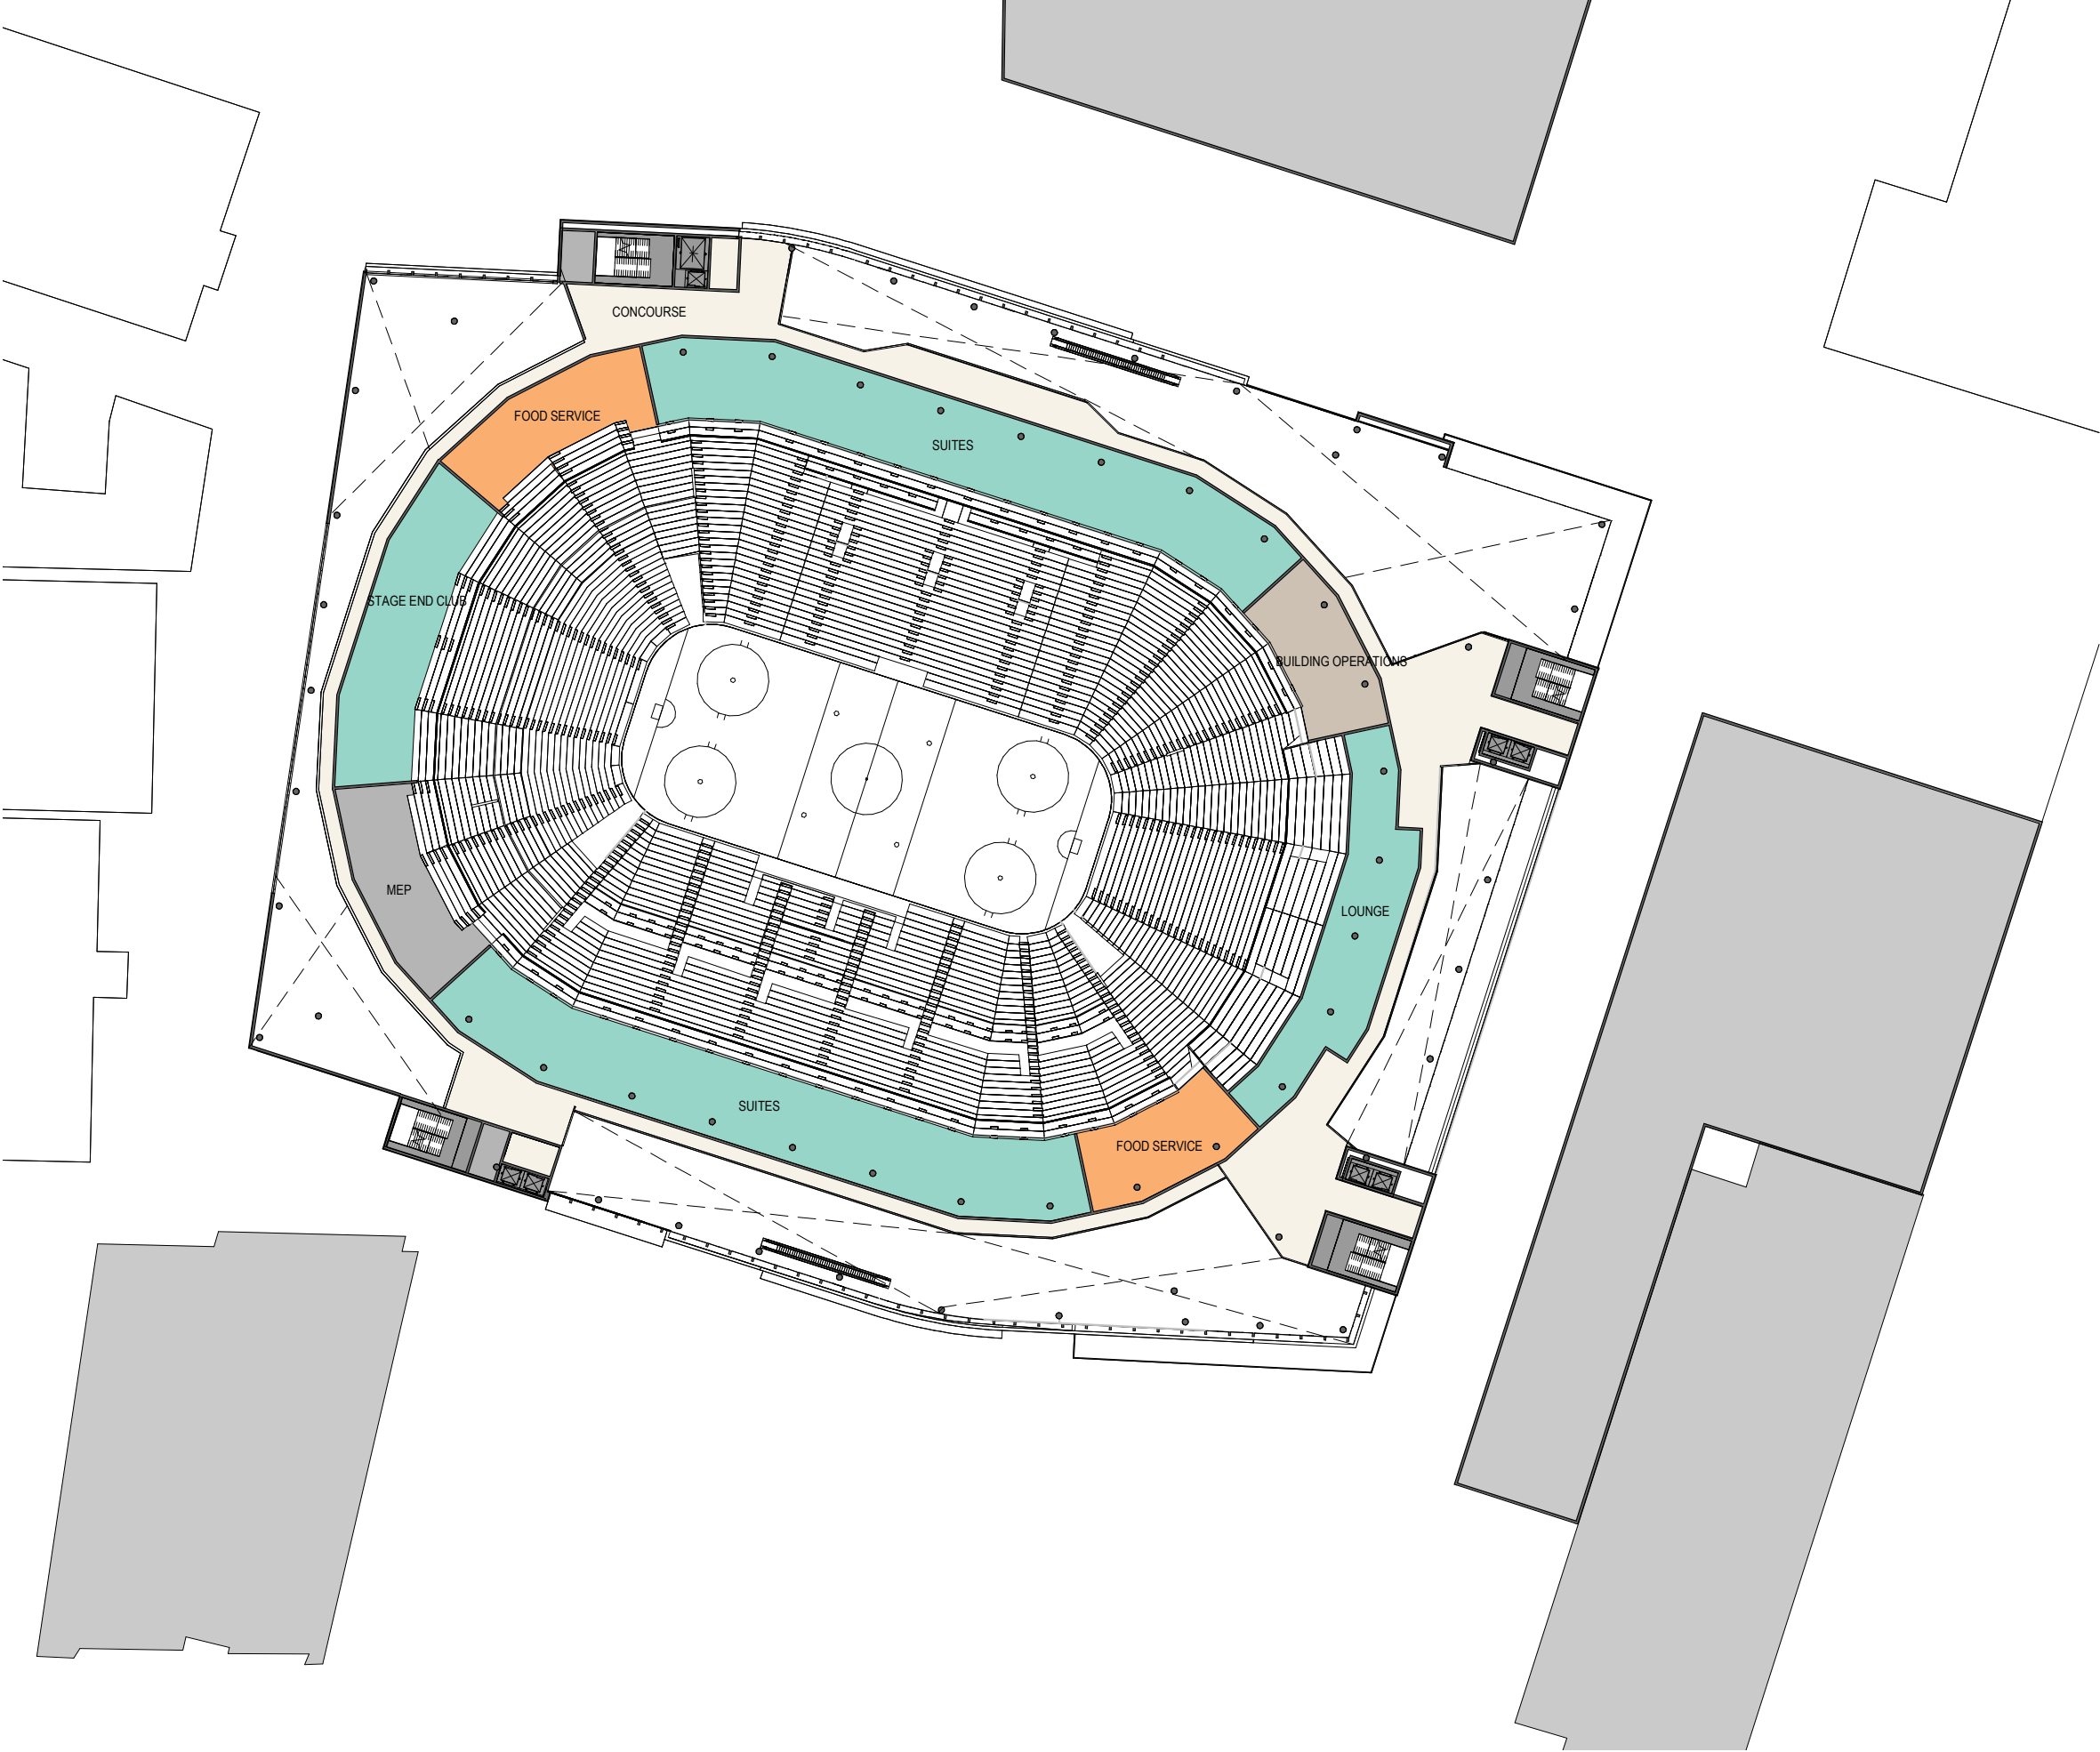 CONCOURSE
FOOD SERVICE
SUITES
STAGE END CLUB
BUILDING OPERATIONS
MEP
LOUNGE
SUITES
FOOD SERVICE